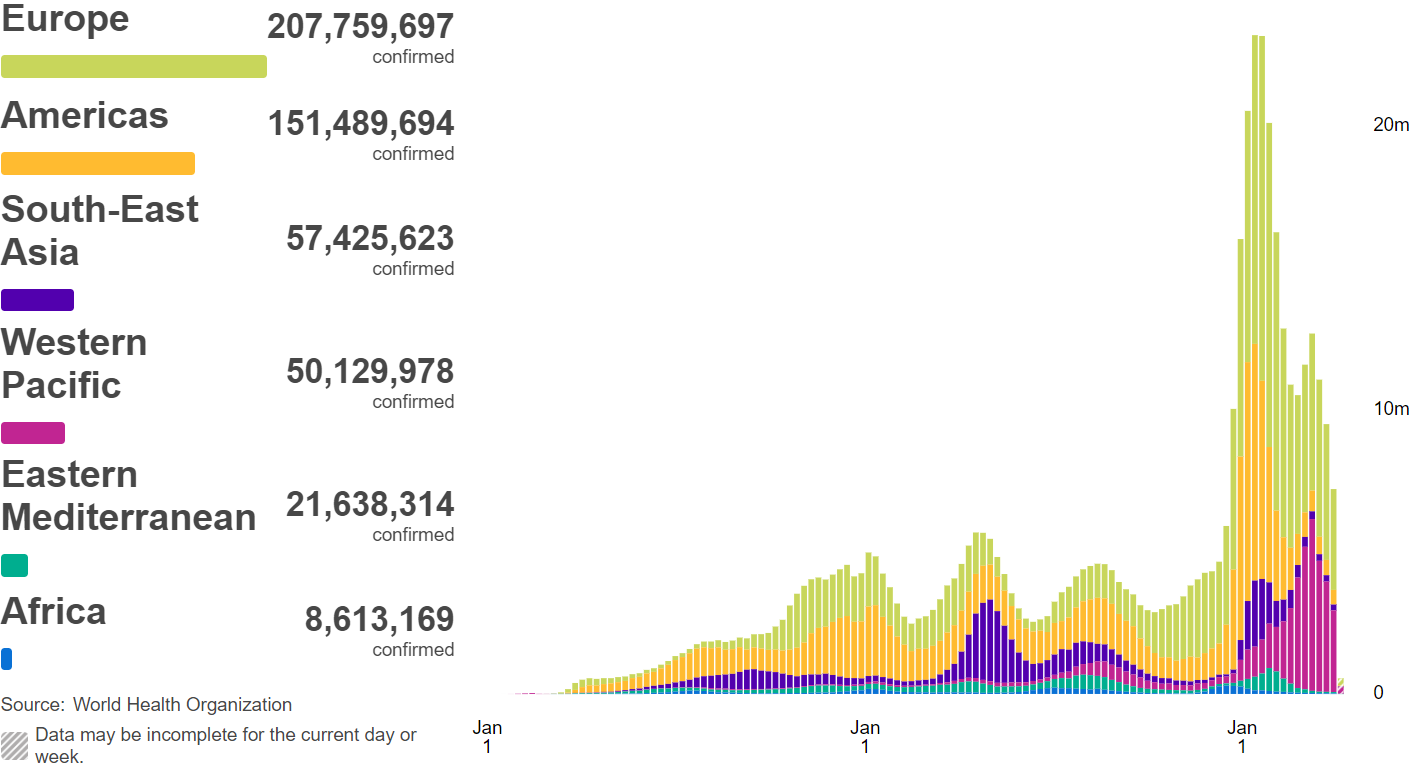 Europe 207,759,697
confirmed
Americas 151,489,694
confirmed
South-East
Asia 57,425,623
confirmed
Western
Pacific 50,129,978
confirmed
Eastern
Mediterranean 21,638,314
confirmed
Africa 8,613,169
confirmed
Source: World Health Organization
Data may be incomplete for the current day or
week.
20m
10m
0
Jan Jan Jan
1 1 1